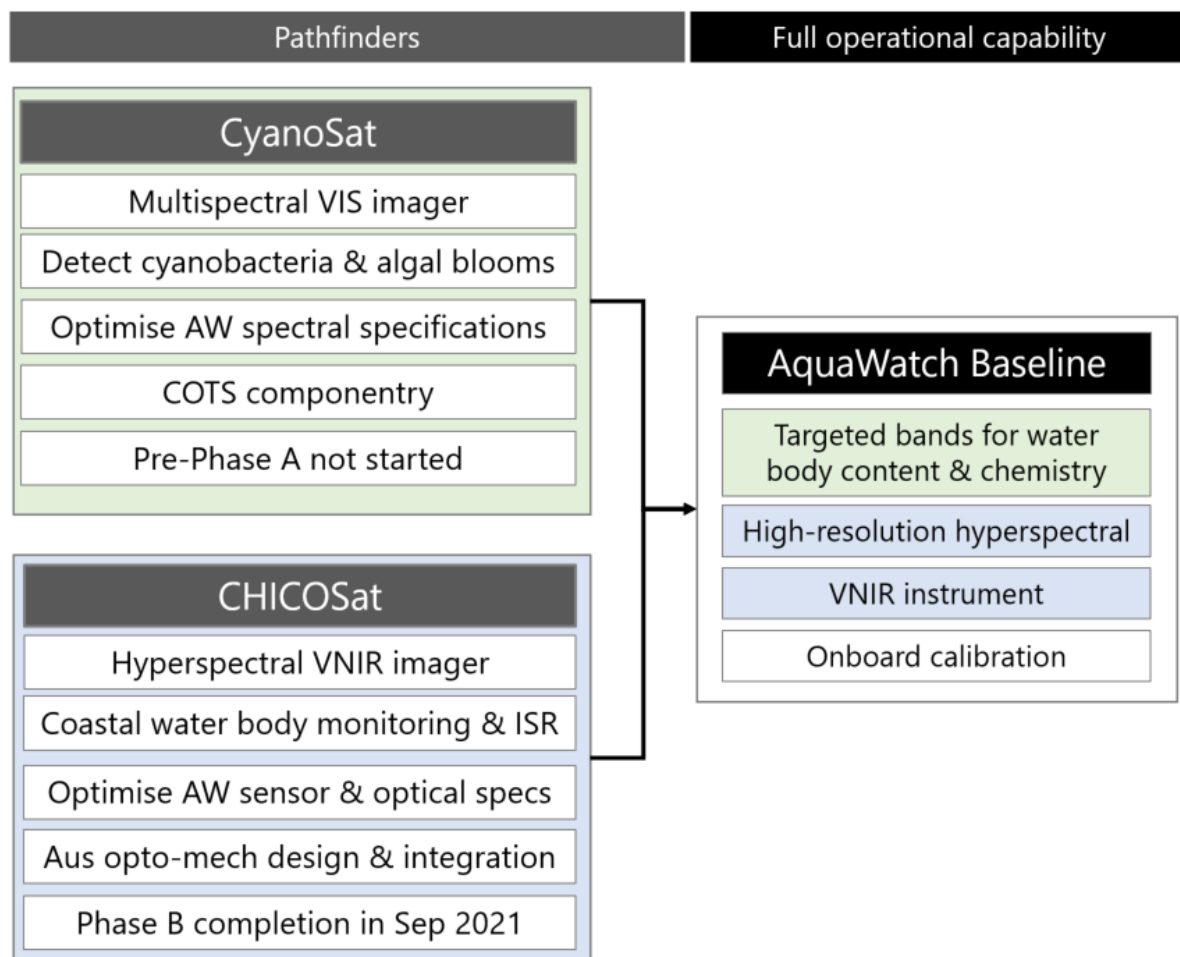 Pathfinders
Full operational capability
CyanoSat
Multispectral VIS imager
Detect cyanobacteria & algal blooms
Optimise AW spectral specifications
COTS componentry
Pre-Phase A not started
CHICOSat
Hyperspectral VNIR imager
Coastal water body monitoring & ISR
Optimise AW sensor & optical specs
Aus opto-mech design & integration
Phase B completion in Sep 2021
AquaWatch Baseline
Targeted bands for water
body content & chemistry
High-resolution hyperspectral
VNIR instrument
Onboard calibration